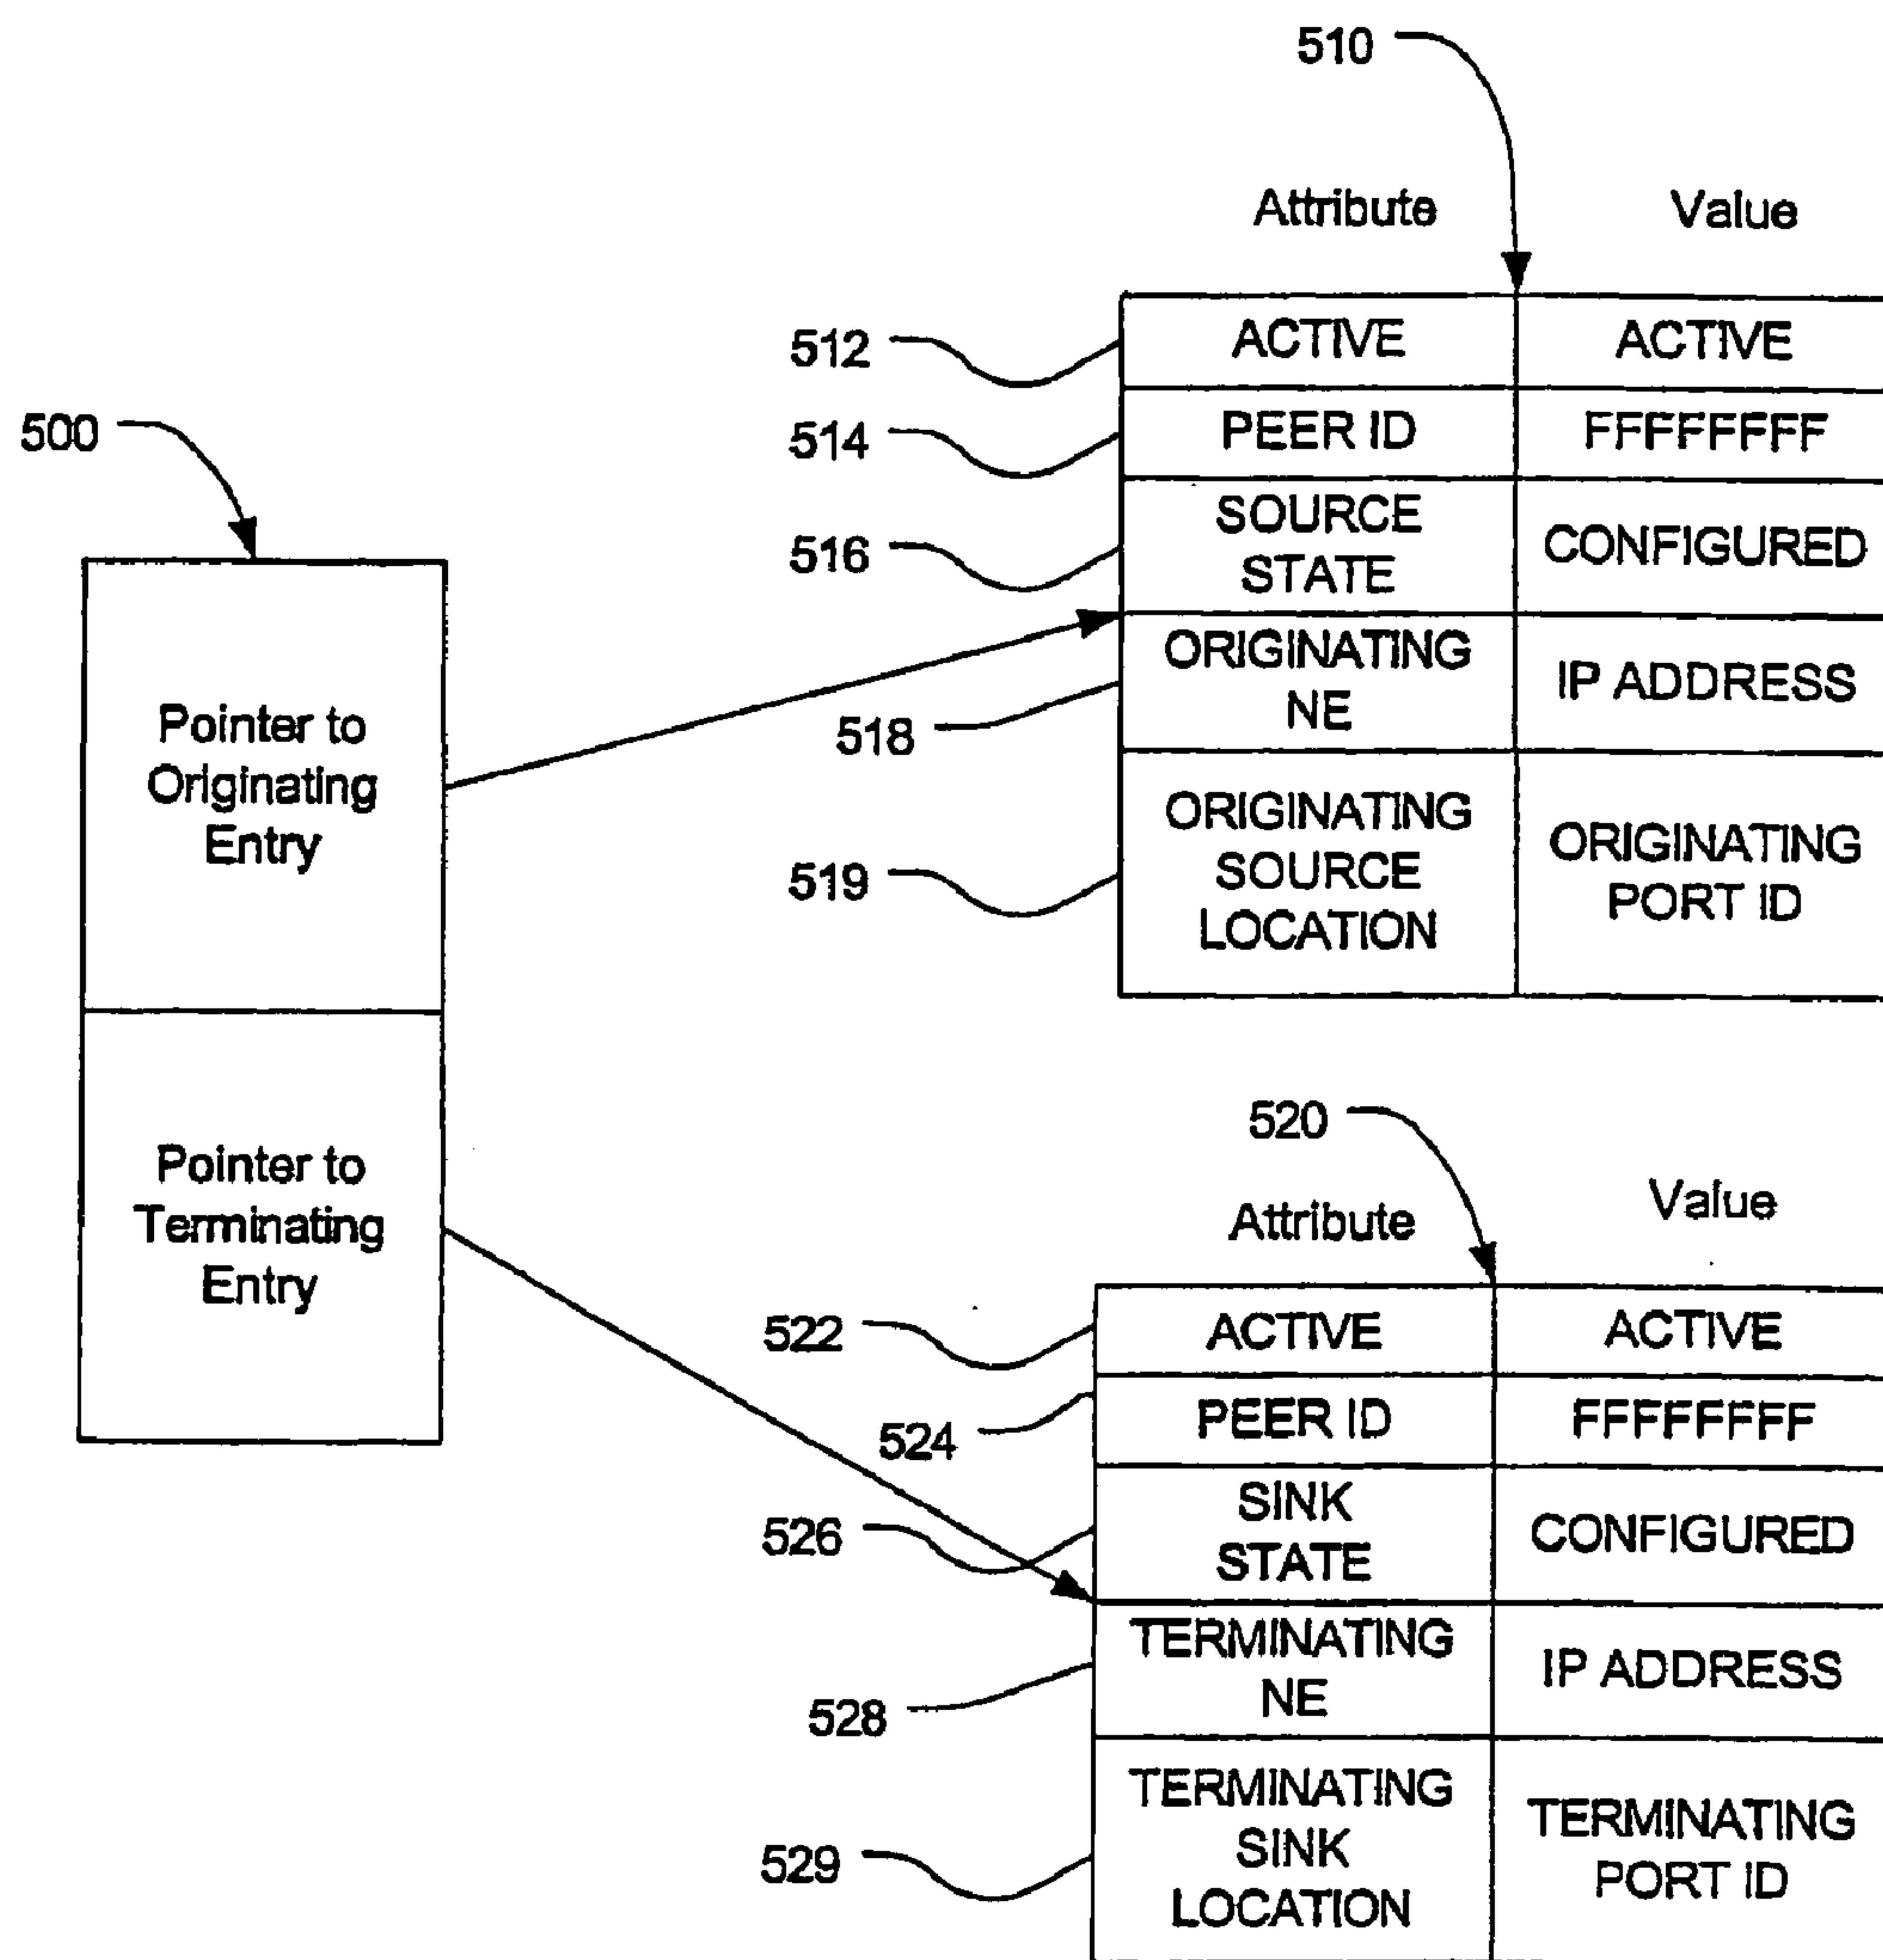 510
Attribute Value
512 ACTIVE ACTIVE
500
514 PEER ID FFFFFFFF
516 SOURCE STATE CONFIGURED
518 ORIGINATING NE IP ADDRESS
519 ORIGINATING SOURCE LOCATION ORIGINATING PORT ID
Pointer to
Originating
Entry
Pointer to
Terminating
Entry
520
Attribute Value
522 ACTIVE ACTIVE
524 PEER ID FFFFFFFF
526 SINK STATE CONFIGURED
528 TERMINATING NE IP ADDRESS
529 TERMINATING SINK LOCATION TERMINATING PORT ID